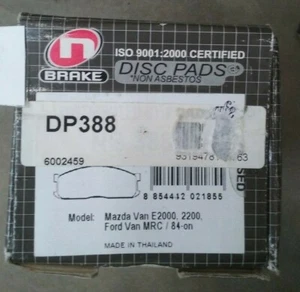 n
BRAKE
ISO 9001:2000 CERTIFIED
DISC PADS
*NON ASBESTOS
DP388
6002459
8 854442 021855
Model: Mazda Van E2000, 2200,
Ford Van MRC / 84-on
MADE IN THAILAND